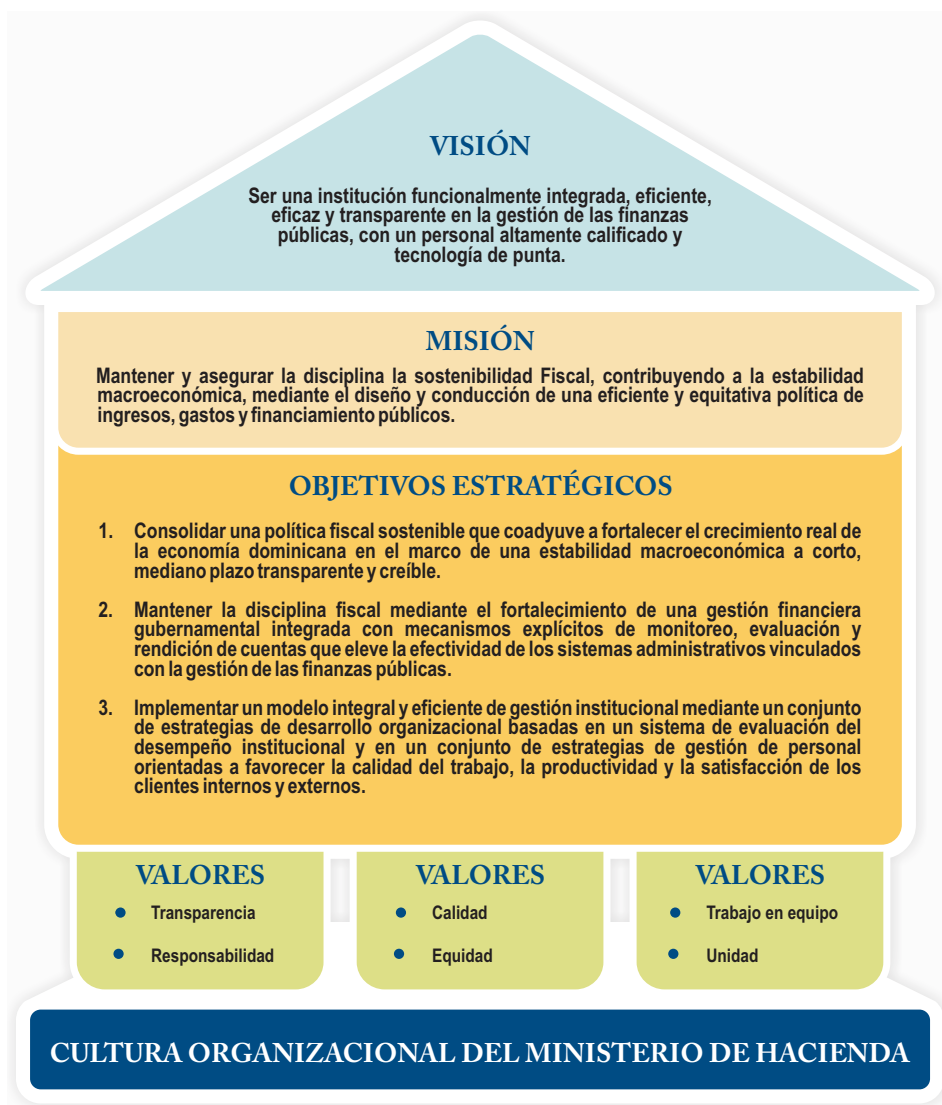 VISIÓN
Ser una institución funcionalmente integrada, eficiente,
eficaz y transparente en la gestión de las finanzas
públicas, con un personal altamente calificado y
tecnología de punta.
MISIÓN
Mantener y asegurar la disciplina la sostenibilidad Fiscal, contribuyendo a la estabilidad
macroeconómica, mediante el diseño y conducción de una eficiente y equitativa política de
ingresos, gastos y financiamiento públicos.
OBJETIVOS ESTRATÉGICOS
1. Consolidar una política fiscal sostenible que coadyuve a fortalecer el crecimiento real de
la economía dominicana en el marco de una estabilidad macroeconómica a corto,
mediano plazo transparente y creíble.
2. Mantener la disciplina fiscal mediante el fortalecimiento de una gestión financiera
gubernamental integrada con mecanismos explícitos de monitoreo, evaluación y
rendición de cuentas que eleve la efectividad de los sistemas administrativos vinculados
con la gestión de las finanzas públicas.
3. Implementar un modelo integral y eficiente de gestión institucional mediante un conjunto
de estrategias de desarrollo organizacional basadas en un sistema de evaluación del
desempeño institucional y en un conjunto de estrategias de gestión de personal
orientadas a favorecer la calidad del trabajo, la productividad y la satisfacción de los
clientes internos y externos.
VALORES
• Transparencia
• Responsabilidad
VALORES
• Calidad
• Equidad
VALORES
• Trabajo en equipo
• Unidad
CULTURA ORGANIZACIONAL DEL MINISTERIO DE HACIENDA